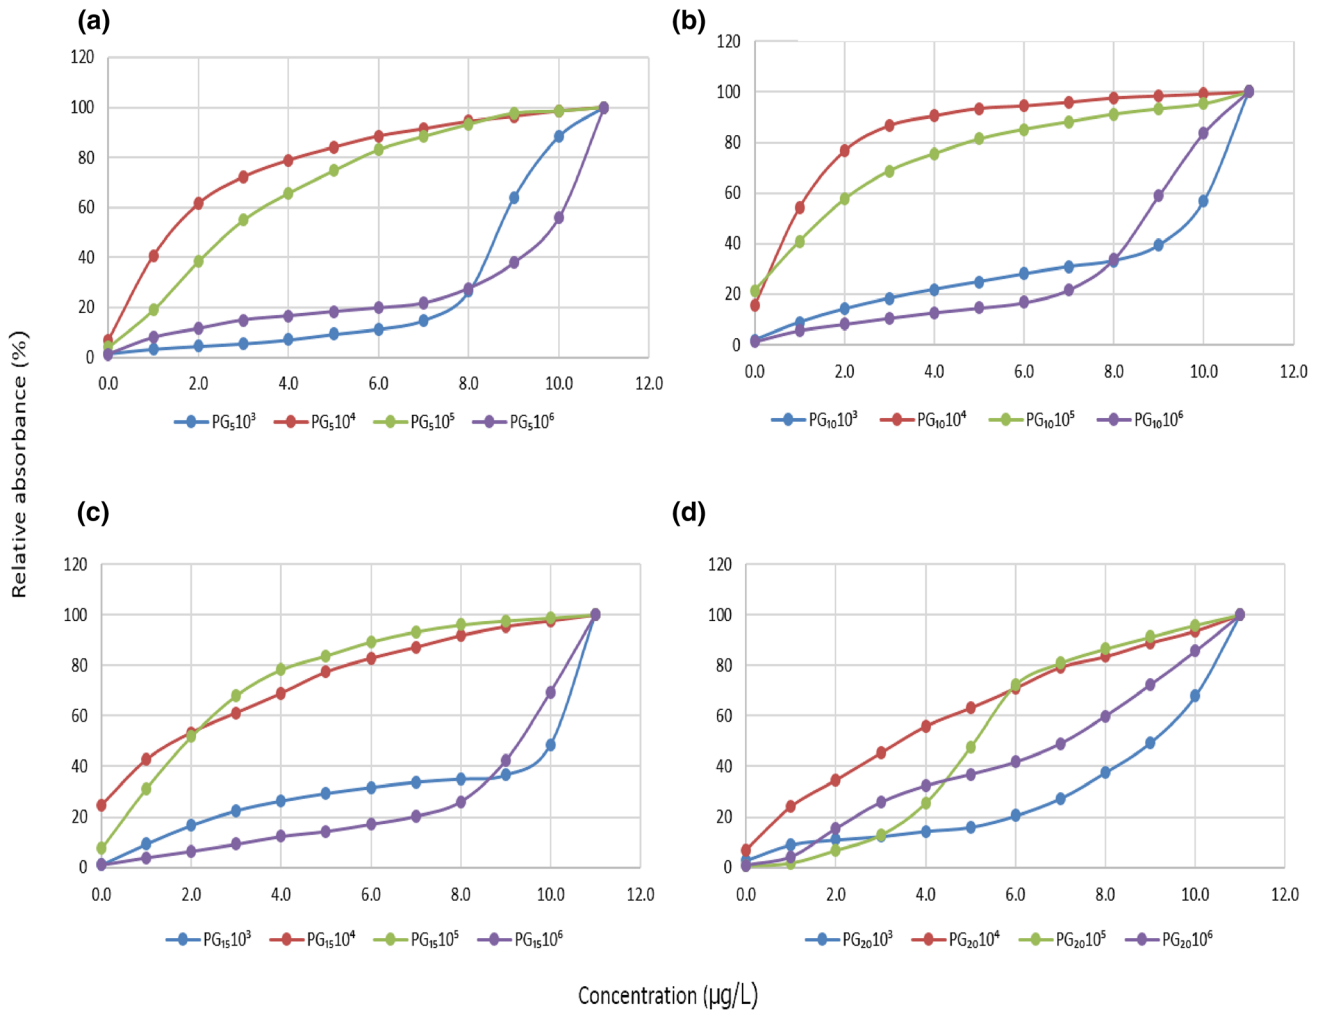 (a)
120
100
80
60
40
20
0
0.0 2.0 4.0 6.0 8.0 10.0 12.0
PG₅10³ PG₅10⁴ PG₅10⁵ PG₅10⁶
(b)
120
100
80
60
40
20
0
0.0 2.0 4.0 6.0 8.0 10.0 12.0
PG₁₀10³ PG₁₀10⁴ PG₁₀10⁵ PG₁₀10⁶
Relative absorbance (%)
(c)
120
100
80
60
40
20
0
0.0 2.0 4.0 6.0 8.0 10.0 12.0
PG₁₅10³ PG₁₅10⁴ PG₁₅10⁵ PG₁₅10⁶
(d)
120
100
80
60
40
20
0
0.0 2.0 4.0 6.0 8.0 10.0 12.0
PG₂₀10³ PG₂₀10⁴ PG₂₀10⁵ PG₂₀10⁶
Concentration (µg/L)